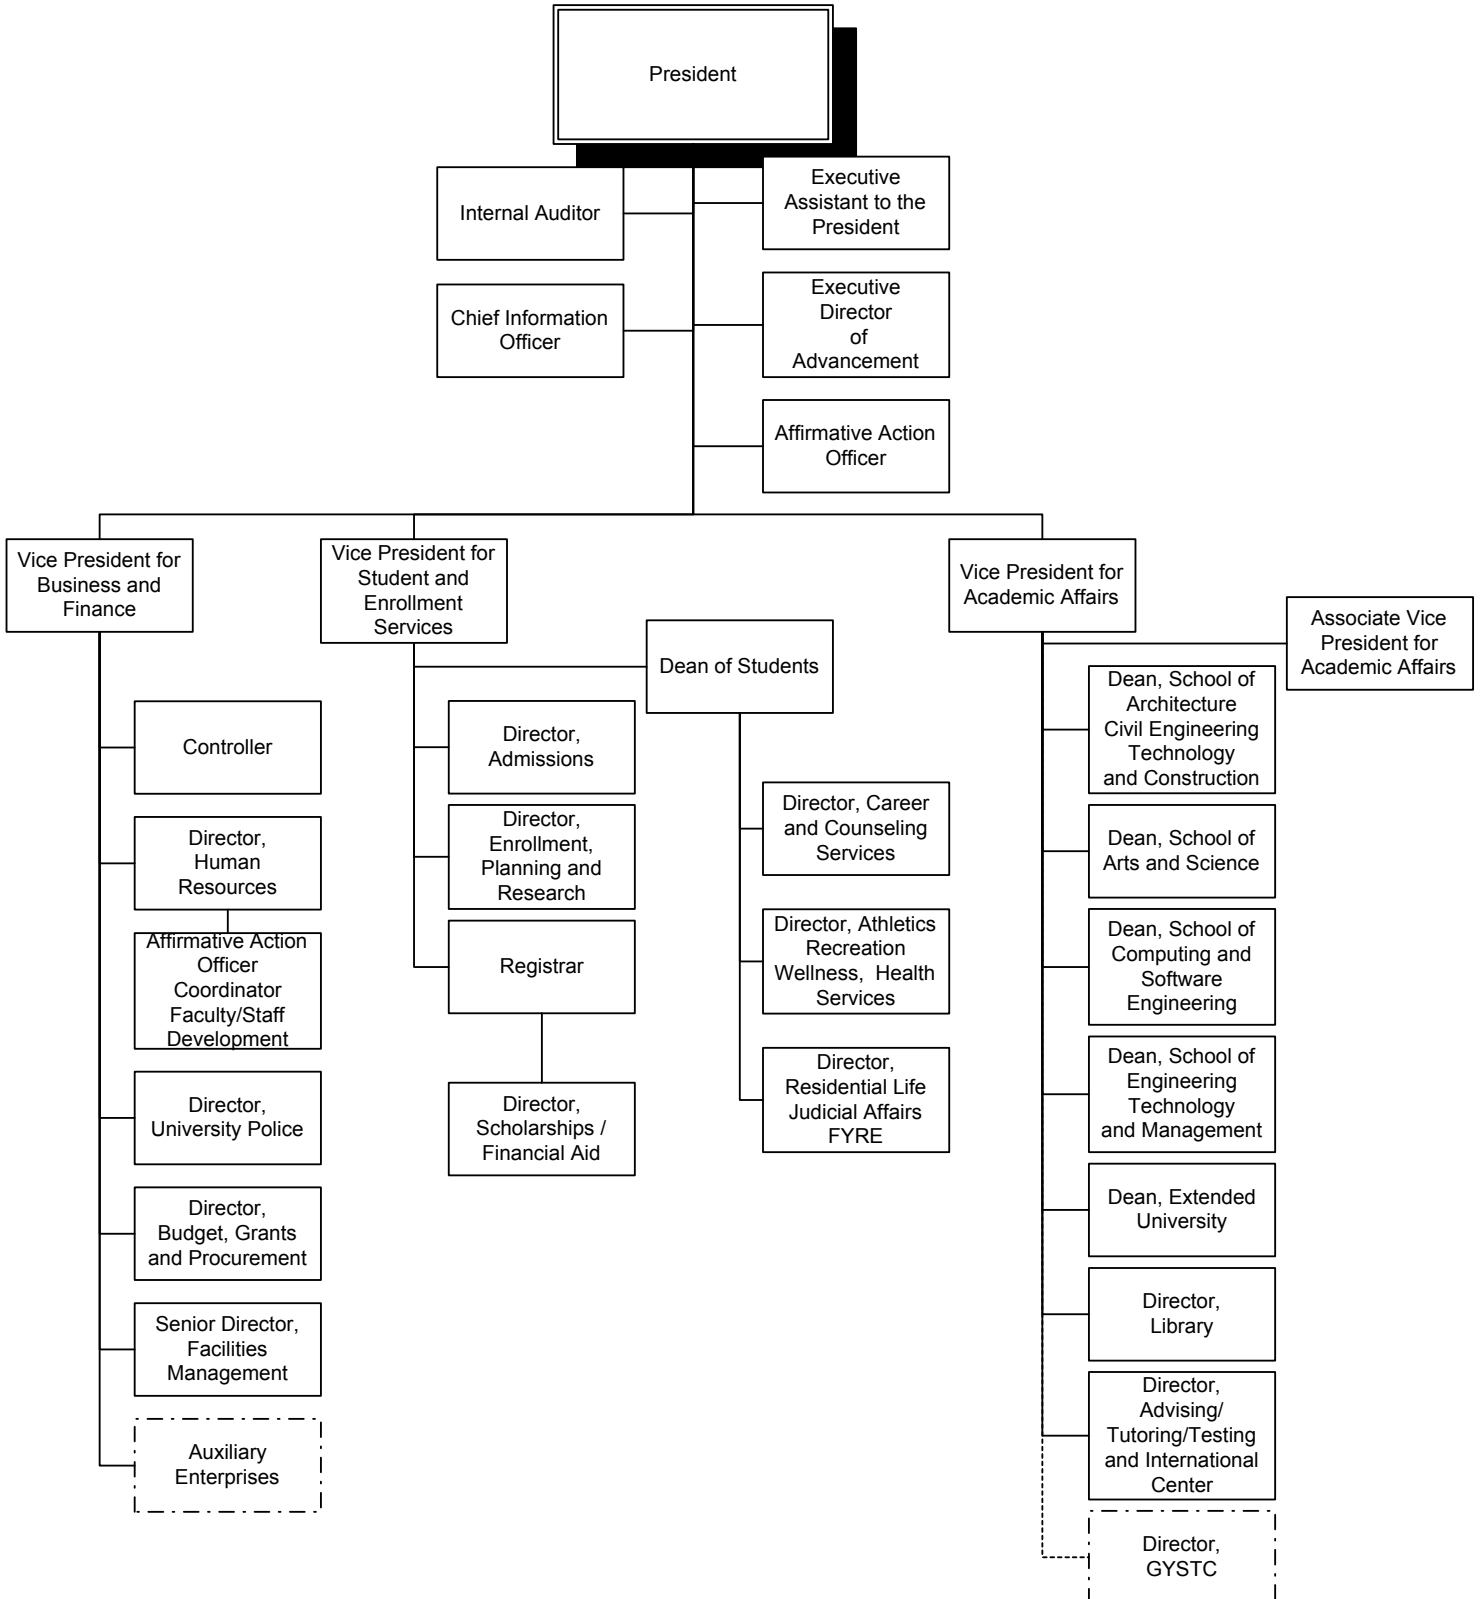 President
Internal Auditor
Executive
Assistant to the
President
Chief Information
Officer
Executive
Director
of
Advancement
Affirmative Action
Officer
Vice President for
Business and
Finance
Vice President for
Student and
Enrollment
Services
Vice President for
Academic Affairs
Associate Vice
President for
Academic Affairs
Dean of Students
Controller
Director,
Human
Resources
Affirmative Action
Officer
Coordinator
Faculty/Staff
Development
Director,
University Police
Director,
Budget, Grants
and Procurement
Senior Director,
Facilities
Management
Auxiliary
Enterprises
Director,
Admissions
Director,
Enrollment,
Planning and
Research
Registrar
Director,
Scholarships /
Financial Aid
Director, Career
and Counseling
Services
Director, Athletics
Recreation
Wellness,  Health
Services
Director,
Residential Life
Judicial Affairs
FYRE
Dean, School of
Architecture
Civil Engineering
Technology
and Construction
Dean, School of
Arts and Science
Dean, School of
Computing and
Software
Engineering
Dean, School of
Engineering
Technology
and Management
Dean, Extended
University
Director,
Library
Director,
Advising/
Tutoring/Testing
and International
Center
Director,
GYSTC